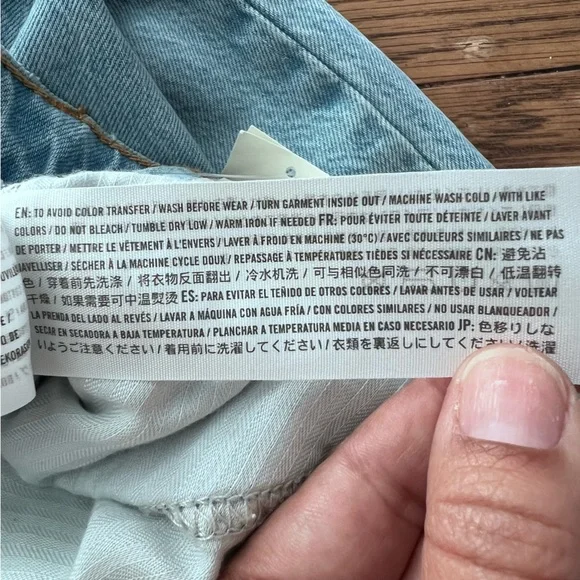 EN: TO AVOID COLOR TRANSFER / WASH BEFORE WEAR / TURN GARMENT INSIDE OUT / MACHINE WASH COLD / WITH LIKE
COLORS / DO NOT BLEACH / TUMBLE DRY LOW / WARM IRON IF NEEDED FR: POUR ÉVITER TOUTE DÉTEINTE / LAVER AVANT
DE PORTER / METTRE LE VÊTEMENT À L'ENVERS / LAVER À FROID EN MACHINE (30°C) / AVEC COULEURS SIMILAIRES / NE PAS
JAVELLISER / SÉCHER À LA MACHINE CYCLE DOUX / REPASSAGE À TEMPÉRATURES TIÈDES SI NÉCESSAIRE CN: 避免沾
色 / 穿着前先洗涤 / 将衣物反面翻出 / 冷水机洗 / 可与相似色同洗 / 不可漂白 / 低温翻转
干燥 / 如果需要可中温熨烫 ES: PARA EVITAR EL TEÑIDO DE OTROS COLORES / LAVAR ANTES DE USAR / VOLTEAR
LA PRENDA DEL LADO AL REVÉS / LAVAR A MÁQUINA CON AGUA FRÍA / CON COLORES SIMILARES / NO USAR BLANQUEADOR /
SECAR EN SECADORA A BAJA TEMPERATURA / PLANCHAR A TEMPERATURA MEDIA EN CASO NECESARIO JP: 色移りしな
いようご注意ください / 着用前に洗濯してください / 衣類を裏返しにしてください / 洗濯